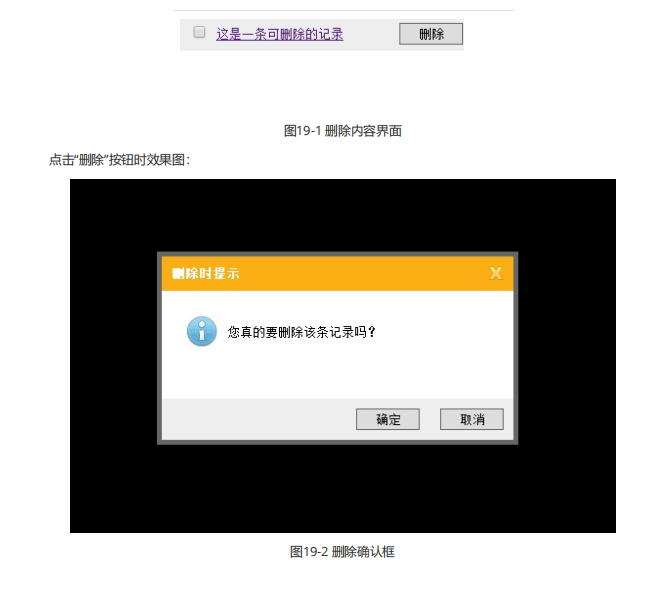 这是一条可删除的记录 删除
图19-1 删除内容界面
点击“删除”按钮时效果图：
删除时提示 X
您真的要删除该条记录吗？
确定 取消
图19-2 删除确认框